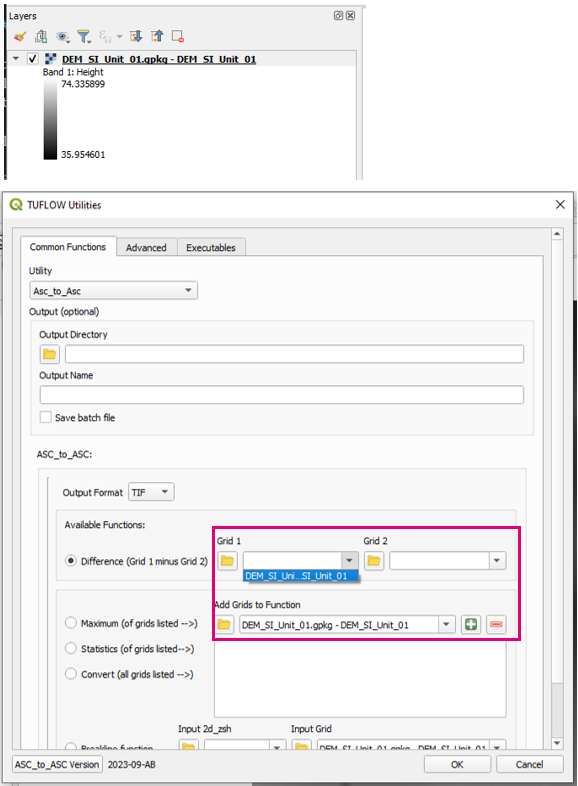 Layers
DEM_SI_Unit_01.gpkg - DEM_SI_Unit_01
Band 1: Height
74.335899
35.954601
TUFLOW Utilities
Common Functions
Advanced
Executables
Utility
Asc_to_Asc
Output (optional)
Output Directory
Output Name
Save batch file
ASC_to_ASC:
Output Format
TIF
Available Functions:
Grid 1
Grid 2
Difference (Grid 1 minus Grid 2)
DEM_SI_Uni...SI_Unit_01
Add Grids to Function
DEM_SI_Unit_01.gpkg - DEM_SI_Unit_01
Maximum (of grids listed -->)
Statistics (of grids listed-->)
Convert (all grids listed -->)
Input 2d_zsh
Input Grid
Breakline function
DEM_SI_Unit_01.gpkg - DEM_SI_Unit_01
ASC_to_ASC Version
2023-09-AB
OK
Cancel